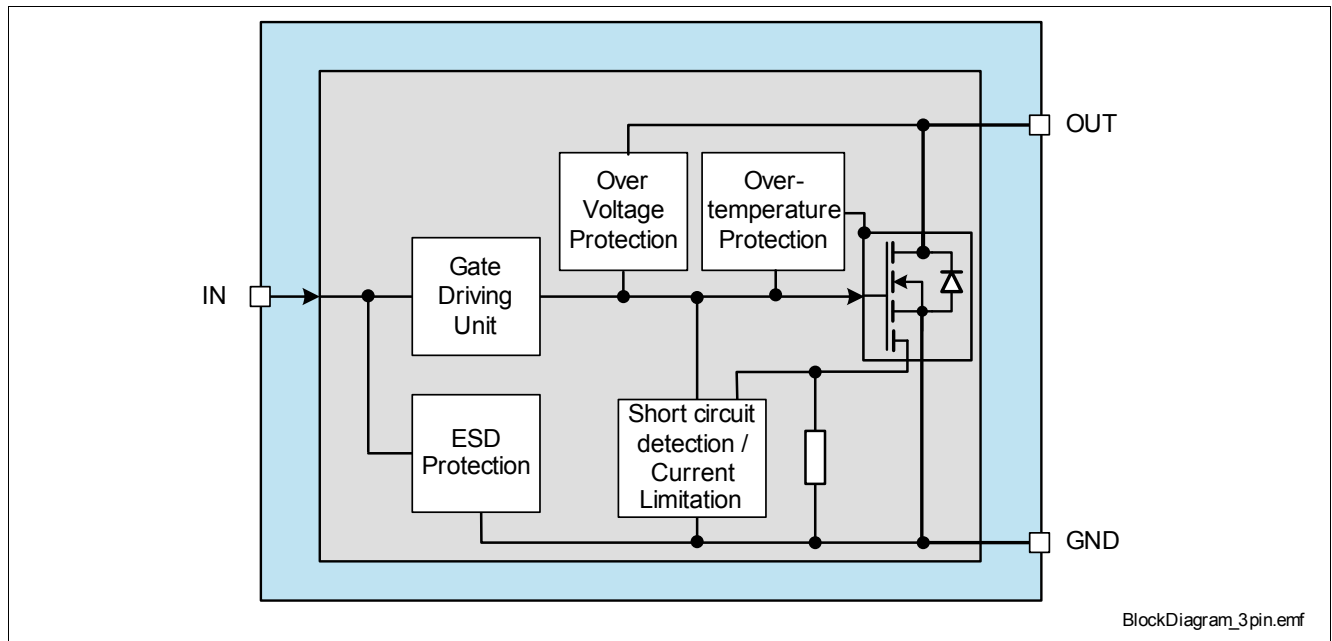 OUT
Over
Voltage
Protection
Over-
temperature
Protection
Gate
Driving
Unit
IN
ESD
Protection
Short circuit
detection /
Current
Limitation
GND
BlockDiagram_3pin.emf